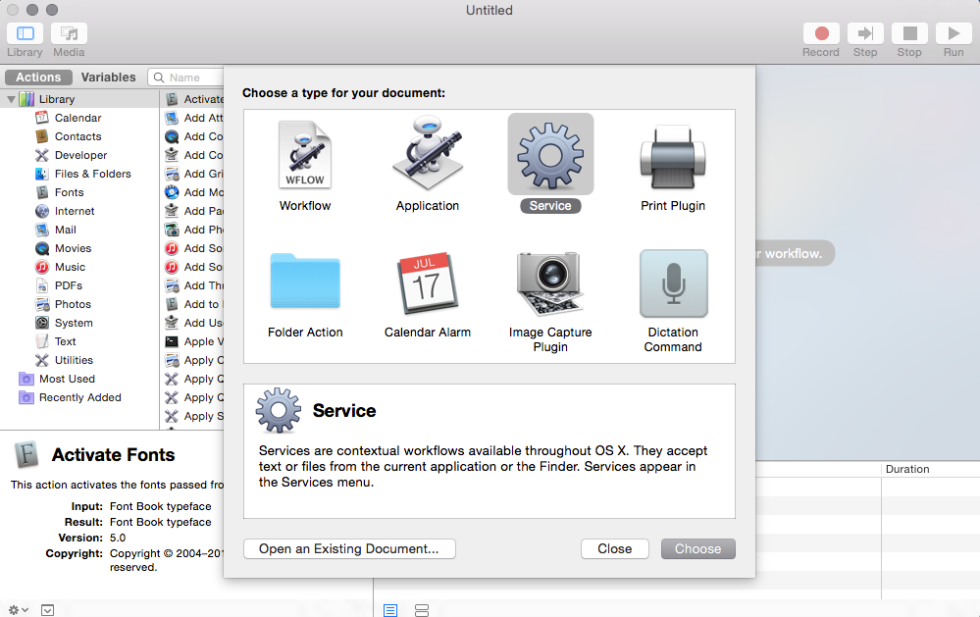 Untitled
Library Media
Record Step Stop Run
Actions Variables Name
Library
Calendar
Contacts
Developer
Files & Folders
Fonts
Internet
Mail
Movies
Music
PDFs
Photos
System
Text
Utilities
Most Used
Recently Added
Activate
Add Att
Add Co
Add Co
Add Gri
Add Mo
Add Pa
Add Ph
Add So
Add So
Add Thr
Add to
Add Us
Apple V
Apply C
Apply Q
Apply Q
Apply S
Choose a type for your document:
WFLOW
Workflow
Application
Service
Print Plugin
Folder Action
JUL
17
Calendar Alarm
Image Capture
Plugin
Dictation
Command
r workflow.
Service
Services are contextual workflows available throughout OS X. They accept
text or files from the current application or the Finder. Services appear in
the Services menu.
Open an Existing Document... Close Choose
Activate Fonts
This action activates the fonts passed fro
Input: Font Book typeface
Result: Font Book typeface
Version: 5.0
Copyright: Copyright © 2004–201
reserved.
Duration